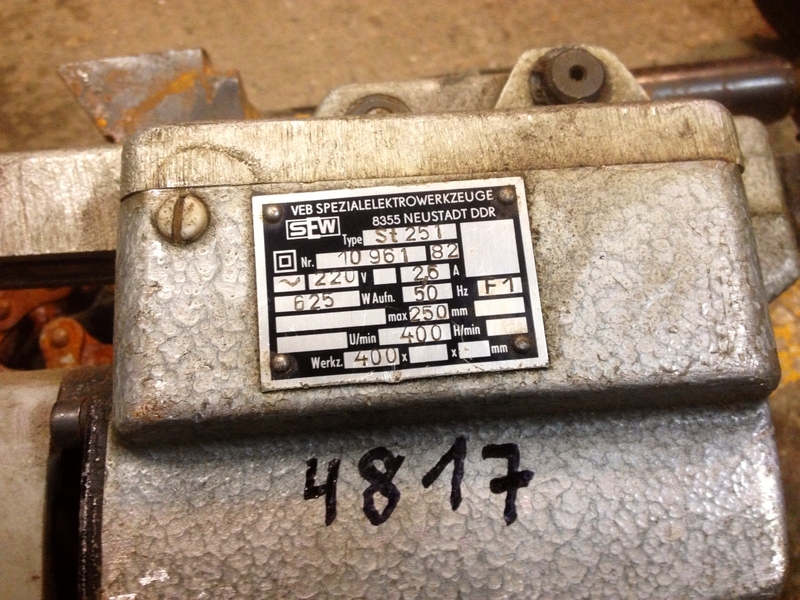 VEB SPEZIALELEKTROWERKZEUGE
8355 NEUSTADT DDR
SEW Type St 251
Nr. 10 961 82
~ 220 V 2,6 A
625 W Aufn. 50 Hz F1
max 250 mm
U/min 400 H/min
Werkz. 400 x x mm
4817